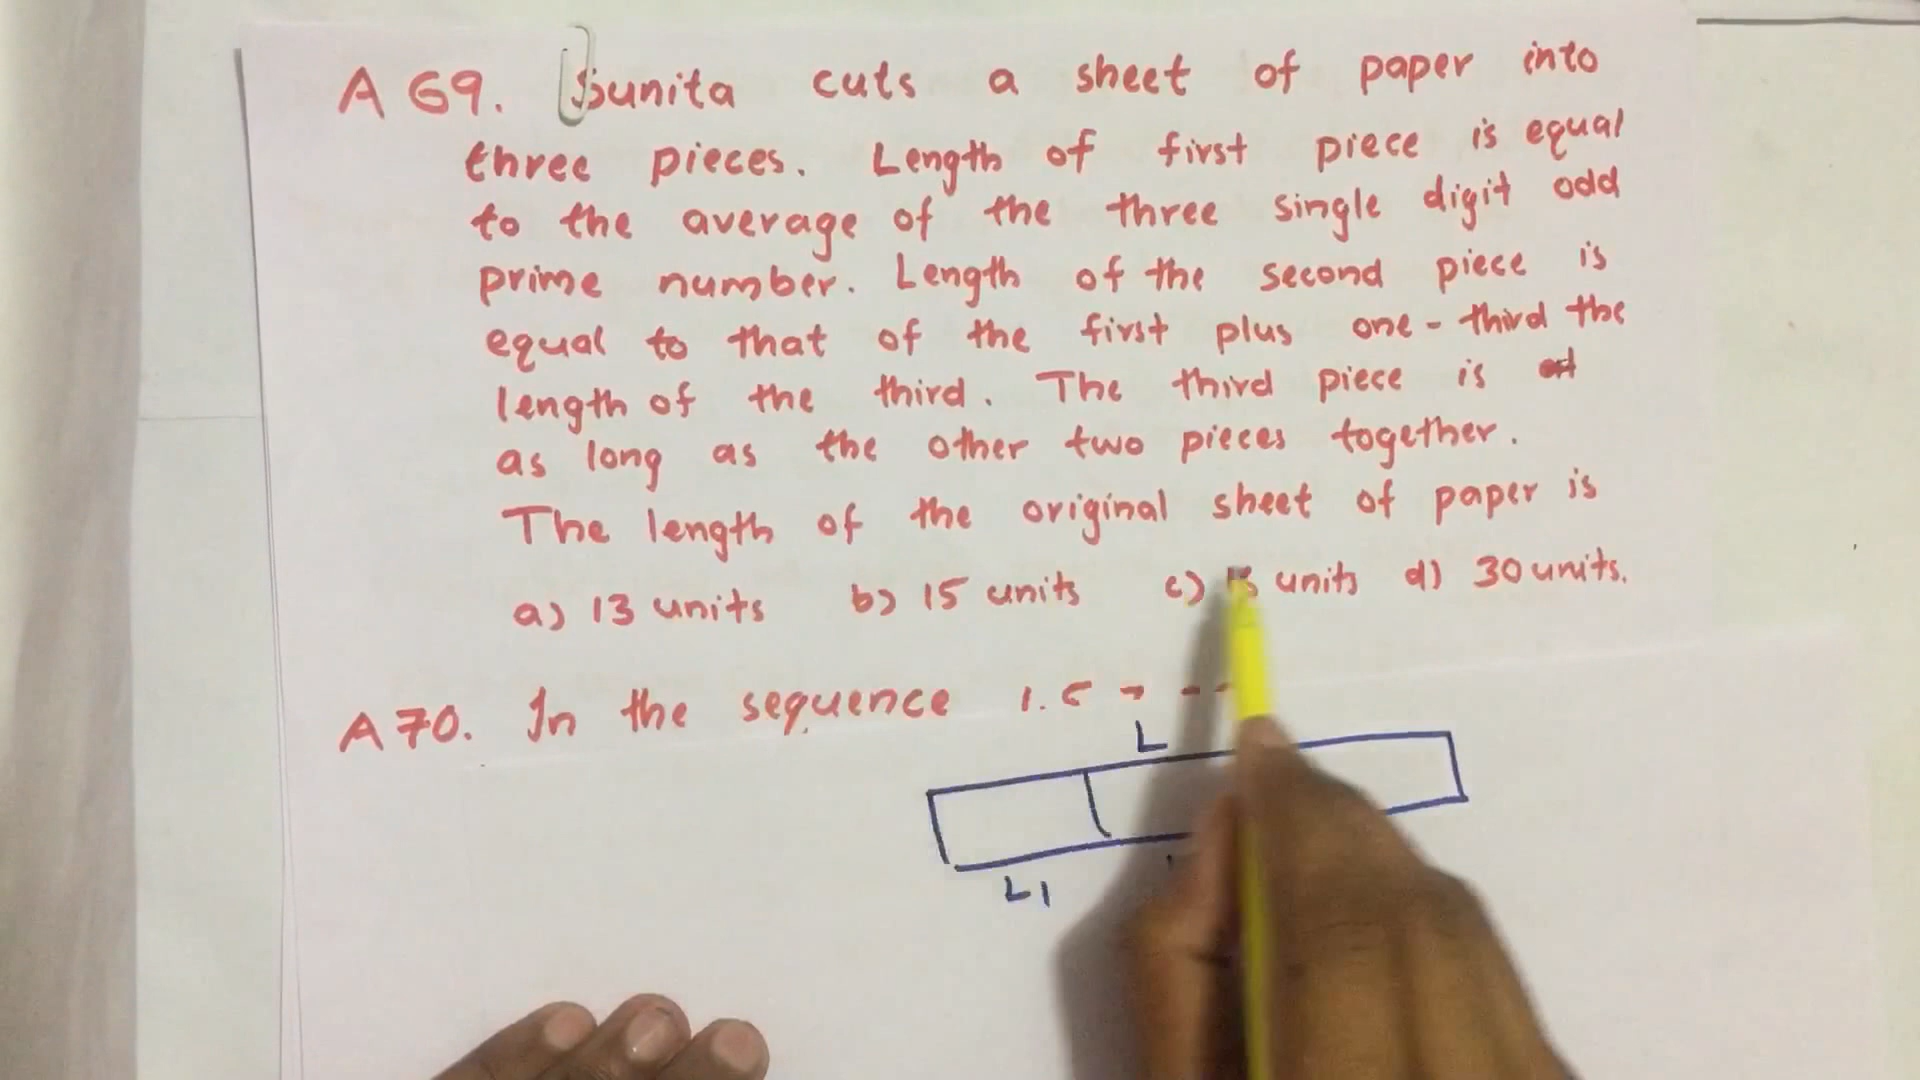 A 69. Sunita cuts a sheet of paper into
three pieces. Length of first piece is equal
to the average of the three single digit odd
prime number. Length of the second piece is
equal to that of the first plus one-third the
length of the third. The third piece is
as long as the other two pieces together.
The length of the original sheet of paper is
a) 13 units b) 15 units c) units d) 30 units.
A 70. In the sequence
L
L1